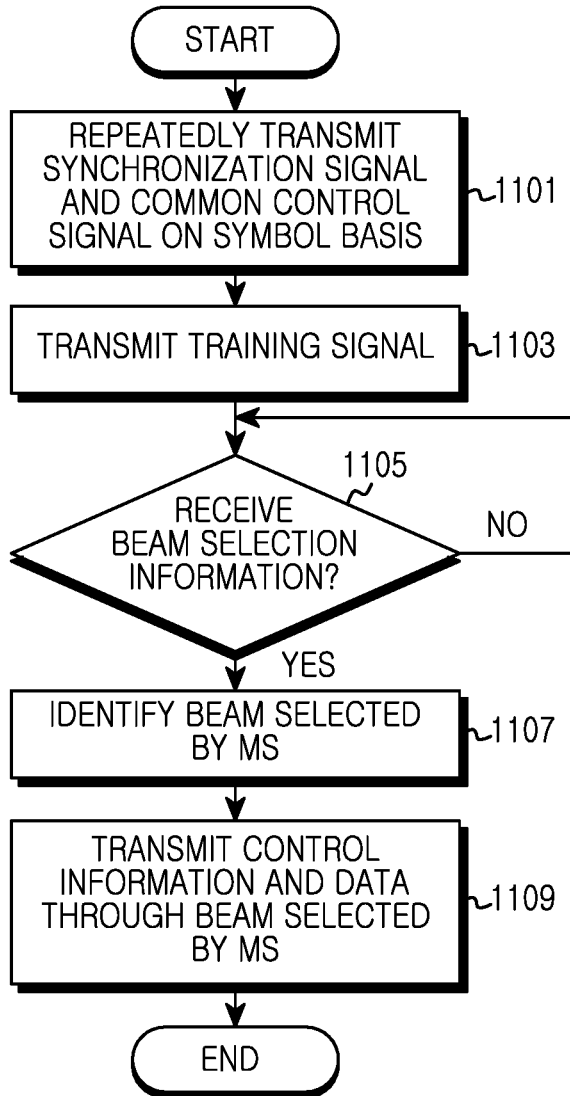 START
REPEATEDLY TRANSMIT
SYNCHRONIZATION SIGNAL
AND COMMON CONTROL
SIGNAL ON SYMBOL BASIS
1101
TRANSMIT TRAINING SIGNAL
1103
1105
RECEIVE
BEAM SELECTION
INFORMATION?
NO
YES
IDENTIFY BEAM SELECTED
BY MS
1107
TRANSMIT CONTROL
INFORMATION AND DATA
THROUGH BEAM SELECTED
BY MS
1109
END